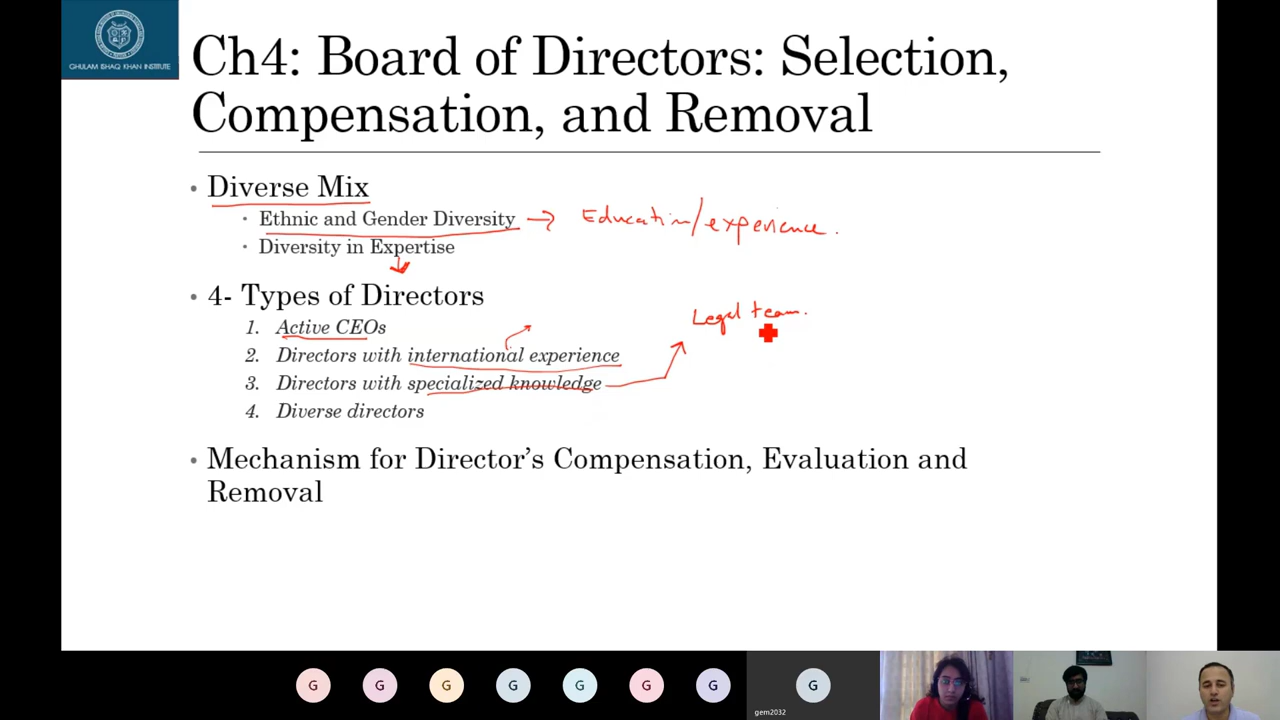 GHULAM ISHAQ KHAN INSTITUTE
Ch4: Board of Directors: Selection,
Compensation, and Removal
• Diverse Mix
• Ethnic and Gender Diversity → Education/experience.
• Diversity in Expertise
• 4- Types of Directors
1. Active CEOs
Legal team.
2. Directors with international experience
3. Directors with specialized knowledge
4. Diverse directors
• Mechanism for Director's Compensation, Evaluation and
Removal
G G G G G G G G
gem2032